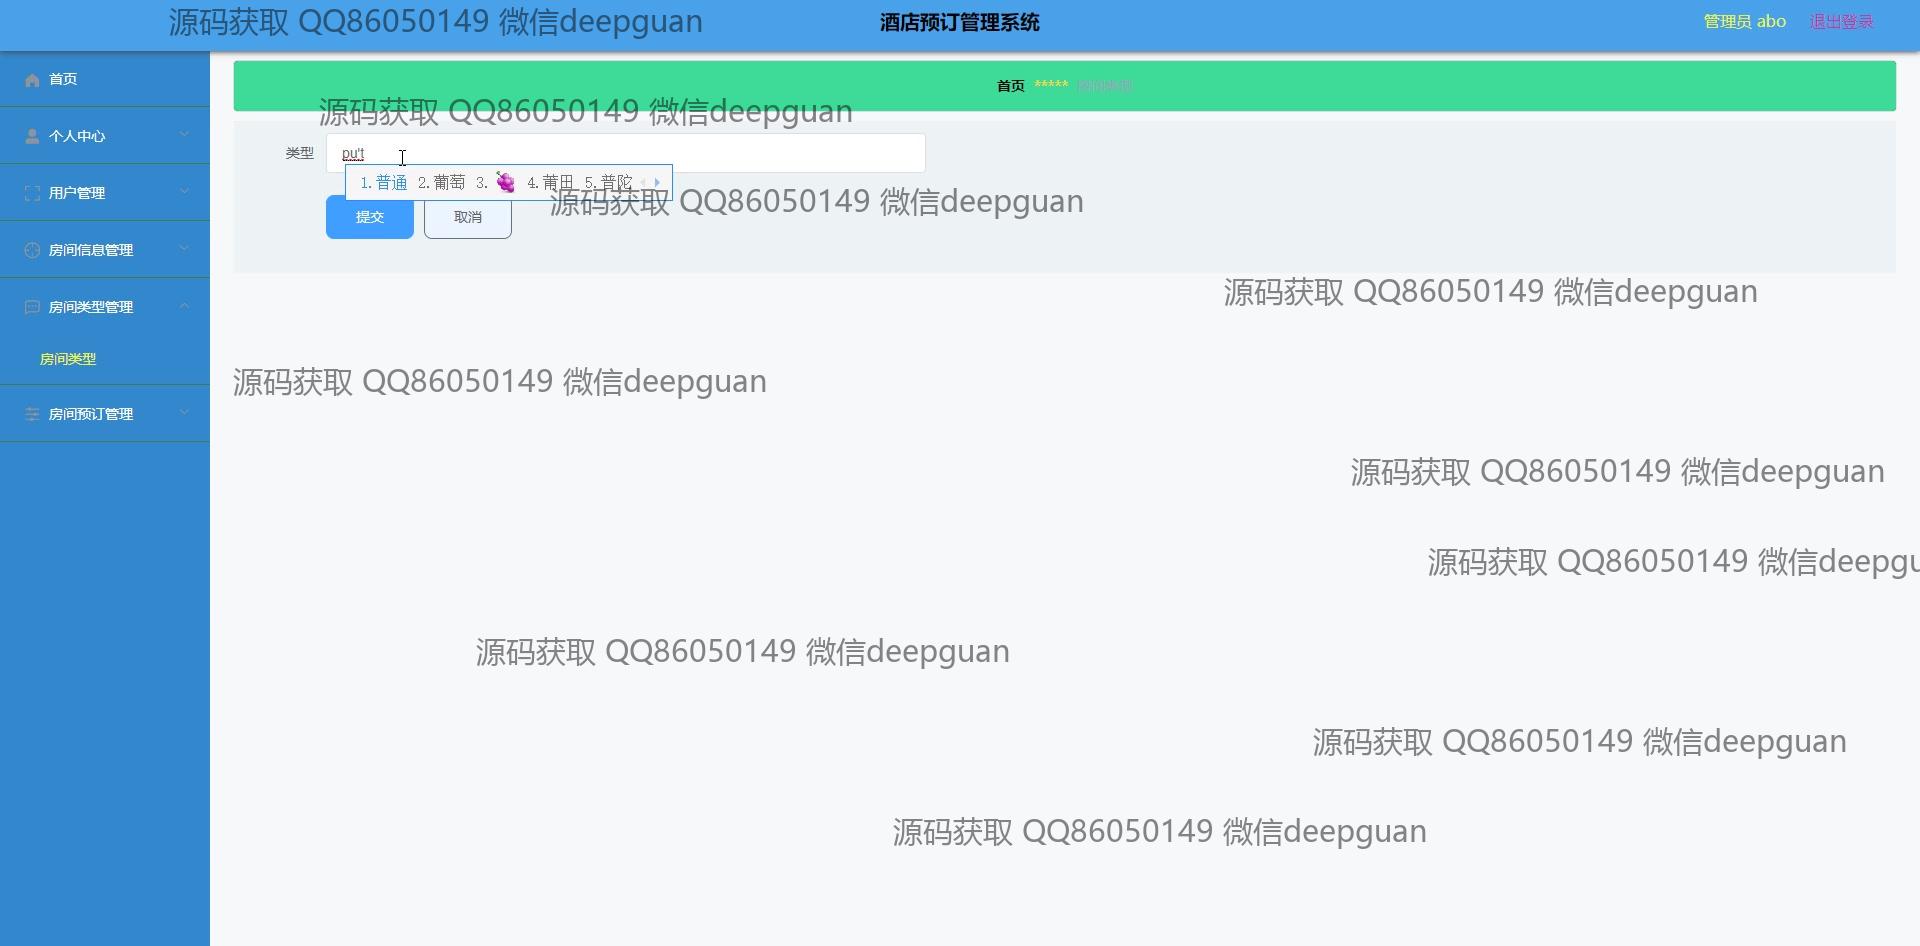 源码获取 QQ86050149 微信deepguan
酒店预订管理系统
管理员 abo
退出登录
首页
个人中心
用户管理
房间信息管理
房间类型管理
房间类型
房间预订管理
首页 ***** 房间类型
源码获取 QQ86050149 微信deepguan
类型
pu't
1.普通 2.葡萄 3.🍇 4.莆田 5.普陀
源码获取 QQ86050149 微信deepguan
提交
取消
源码获取 QQ86050149 微信deepguan
源码获取 QQ86050149 微信deepguan
源码获取 QQ86050149 微信deepguan
源码获取 QQ86050149 微信deepgu
源码获取 QQ86050149 微信deepguan
源码获取 QQ86050149 微信deepguan
源码获取 QQ86050149 微信deepguan